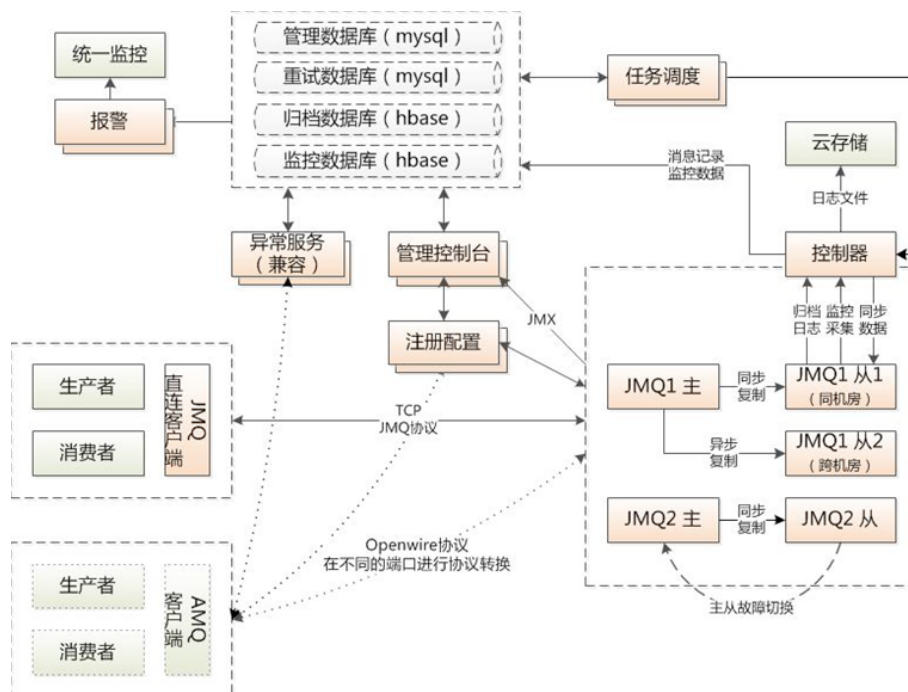 统一监控
报警
管理数据库（mysql）
重试数据库（mysql）
归档数据库（hbase）
监控数据库（hbase）
任务调度
消息记录
监控数据
云存储
日志文件
控制器
异常服务
（兼容）
管理控制台
注册配置
JMX
归档
日志
监控
采集
同步
数据
生产者
消费者
JMQ
直连客户端
TCP
JMQ协议
JMQ1 主
同步
复制
JMQ1 从1
（同机房）
异步
复制
JMQ1 从2
（跨机房）
JMQ2 主
同步
复制
JMQ2 从
主从故障切换
Openwire协议
在不同的端口进行协议转换
生产者
消费者
AMQ
客户端